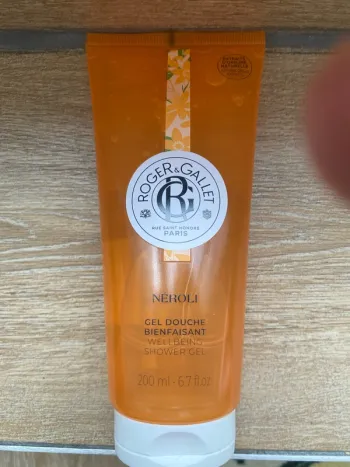 ROGER & GALLET
RG
RUE SAINT HONORÉ
PARIS
NEROLI
GEL DOUCHE
BIENFAISANT
WELLBEING
SHOWER GEL
200 ml - 6.7 fl.oz